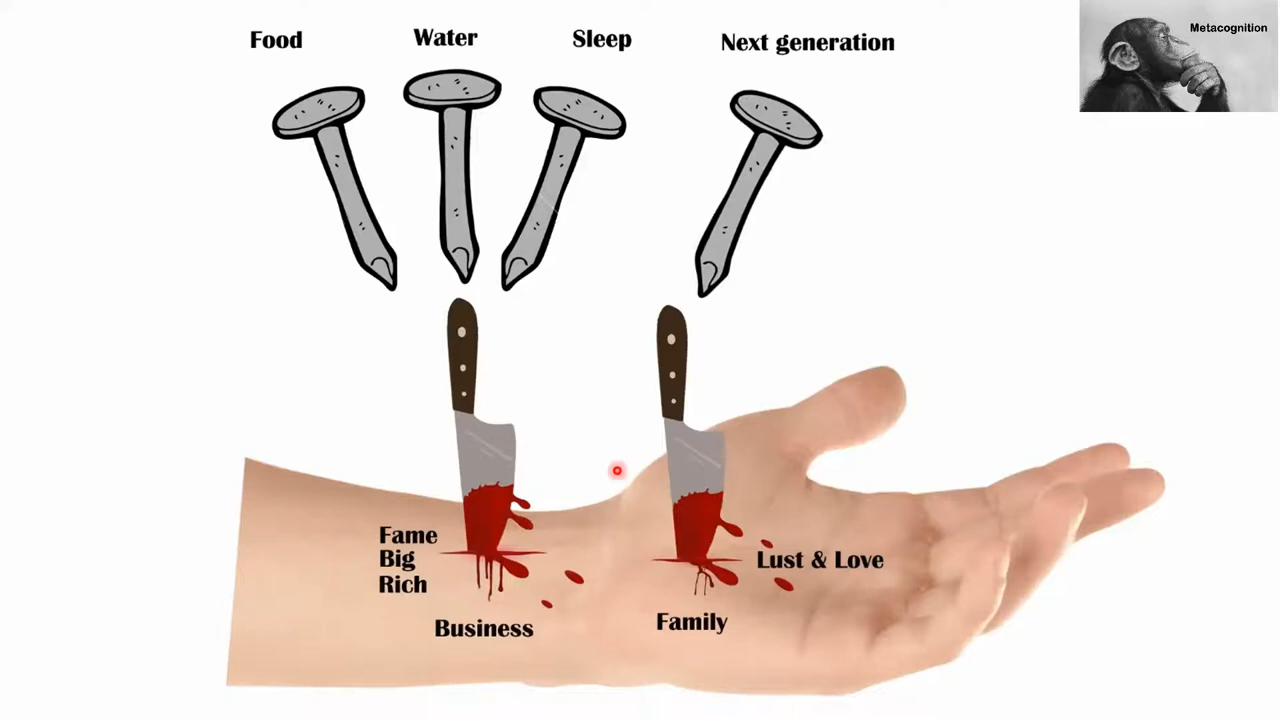 Food
Water
Sleep
Next generation
Metacognition
Fame
Big
Rich
Lust & Love
Business
Family